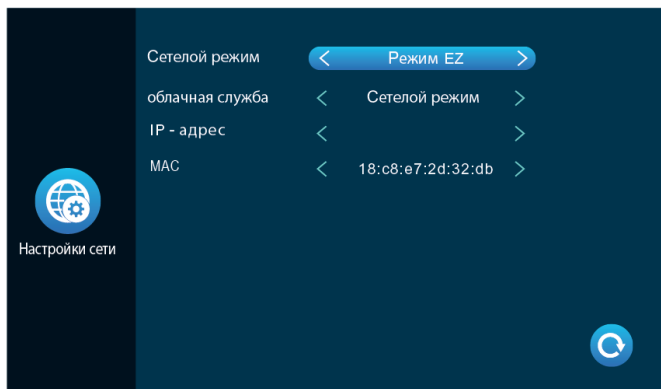 Сетелой режим < Режим EZ >
облачная служба < Сетелой режим >
IP - адрес < >
MAC < 18:c8:e7:2d:32:db >
Настройки сети